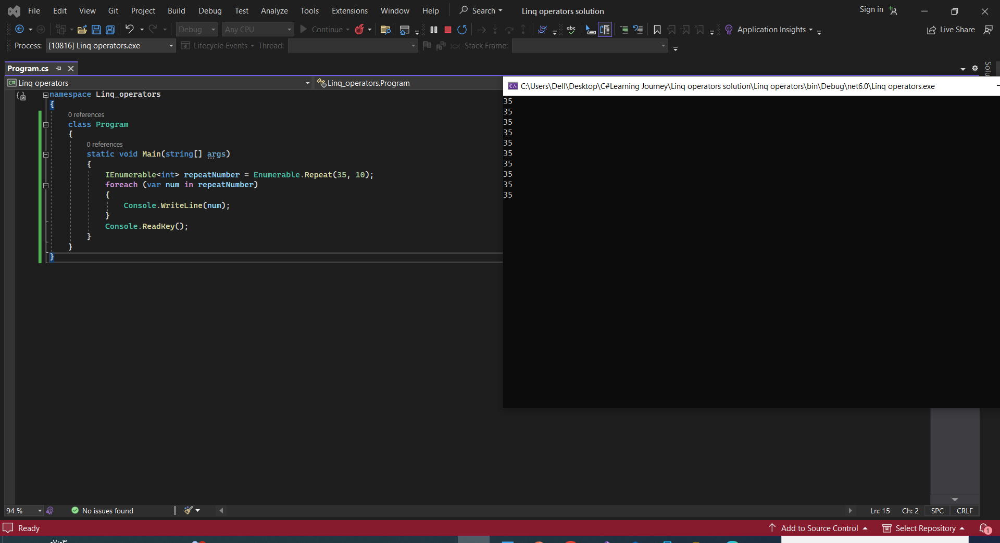 File Edit View Git Project Build Debug Test Analyze Tools Extensions Window Help Search Linq operators solution Sign in
Debug Any CPU Continue abc Application Insights Live Share
Process: [10816] Linq operators.exe Lifecycle Events Thread: Stack Frame:
Program.cs
C# Linq operators Linq_operators.Program
C:\Users\Dell\Desktop\C#Learning Journey\Linq operators solution\Linq operators\bin\Debug\net6.0\Linq operators.exe
namespace Linq_operators
{
0 references
class Program
{
0 references
static void Main(string[] args)
{
IEnumerable<int> repeatNumber = Enumerable.Repeat(35, 10);
foreach (var num in repeatNumber)
{
Console.WriteLine(num);
}
Console.ReadKey();
}
}
}
35
35
35
35
35
35
35
35
35
35
94 % No issues found Ln: 15 Ch: 2 SPC CRLF
Ready Add to Source Control Select Repository 1